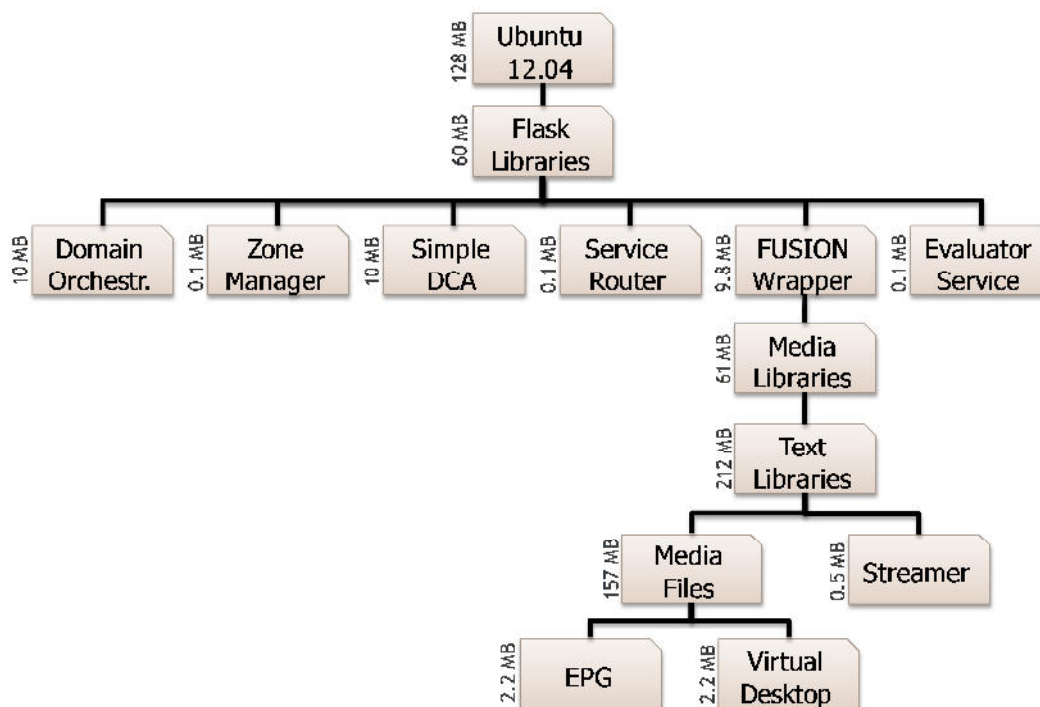 128 MB
Ubuntu
12.04
60 MB
Flask
Libraries
10 MB
Domain
Orchestr.
0.1 MB
Zone
Manager
10 MB
Simple
DCA
0.1 MB
Service
Router
9.8 MB
FUSION
Wrapper
0.1 MB
Evaluator
Service
61 MB
Media
Libraries
212 MB
Text
Libraries
157 MB
Media
Files
0.5 MB
Streamer
2.2 MB
EPG
2.2 MB
Virtual
Desktop